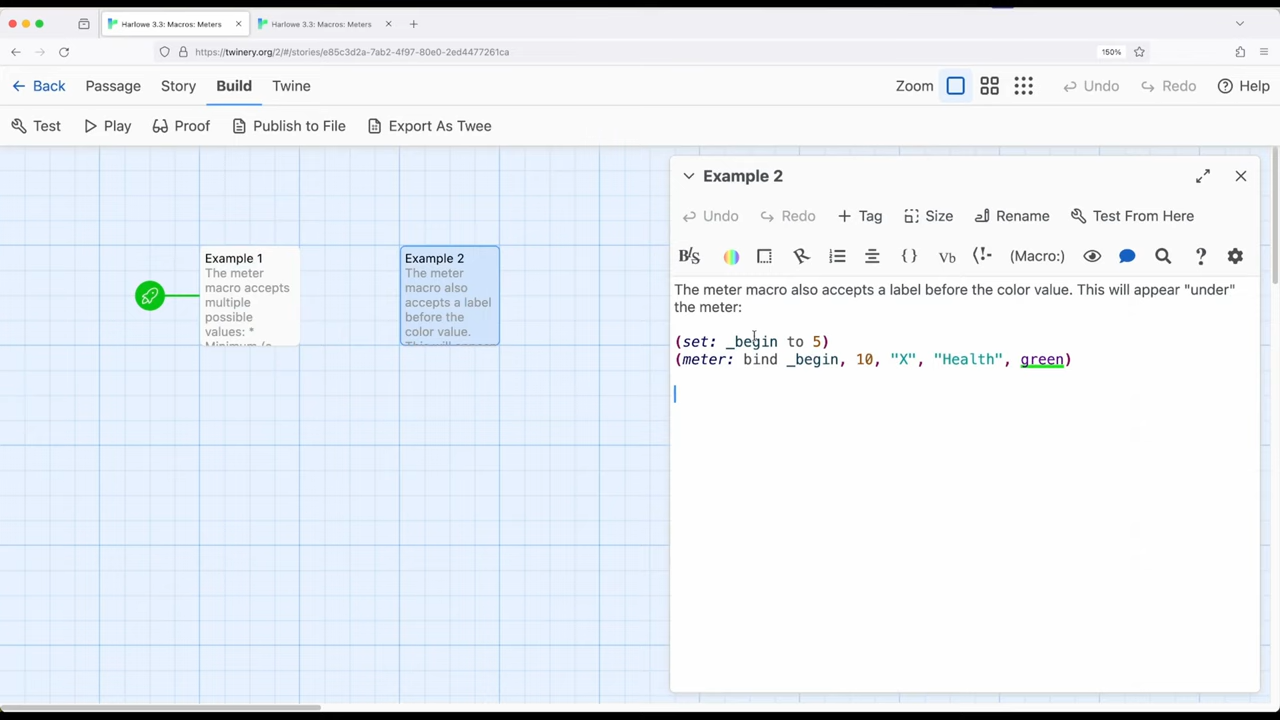 Harlowe 3.3: Macros: Meters
Harlowe 3.3: Macros: Meters
https://twinery.org/2/#/stories/e85c3d2a-7ab2-4f97-80e0-2ed4477261ca
150%
Back Passage Story Build Twine Zoom Undo Redo Help
Test Play Proof Publish to File Export As Twee
Example 1
The meter
macro accepts
multiple
possible
values: *
Minimum (a
Example 2
The meter
macro also
accepts a label
before the
color value.
This will appear
Example 2
Undo Redo + Tag Size Rename Test From Here
(Macro:)
The meter macro also accepts a label before the color value. This will appear "under"
the meter:
(set: _begin to 5)
(meter: bind _begin, 10, "X", "Health", green)